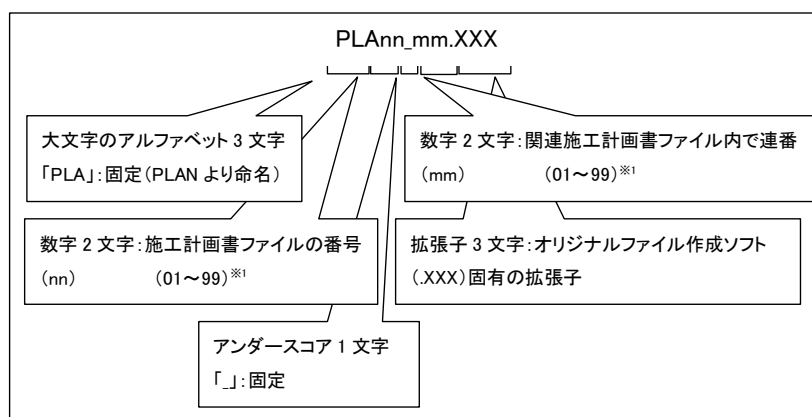 PLAnn_mm.XXX
大文字のアルファベット 3 文字
「PLA」:固定(PLAN より命名)
数字 2 文字:関連施工計画書ファイル内で連番
(mm) (01～99)※1
数字 2 文字:施工計画書ファイルの番号
(nn) (01～99)※1
拡張子 3 文字:オリジナルファイル作成ソフト
(.XXX)固有の拡張子
アンダースコア 1 文字
「_」:固定